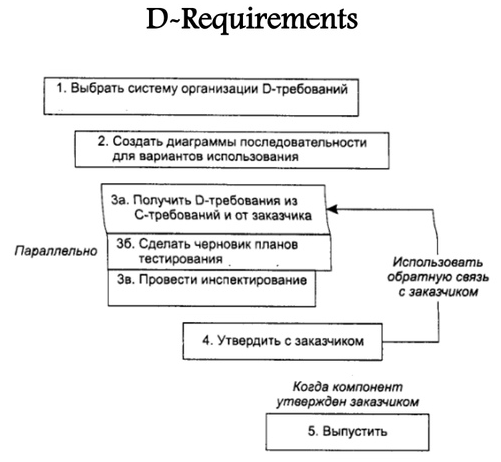 D-Requirements
1. Выбрать систему организации D-требований
2. Создать диаграммы последовательности
для вариантов использования
3а. Получить D-требования из
С-требований и от заказчика
Параллельно
3б. Сделать черновик планов
тестирования
3в. Провести инспектирование
Использовать
обратную связь
с заказчиком
4. Утвердить с заказчиком
Когда компонент
утвержден заказчиком
5. Выпустить